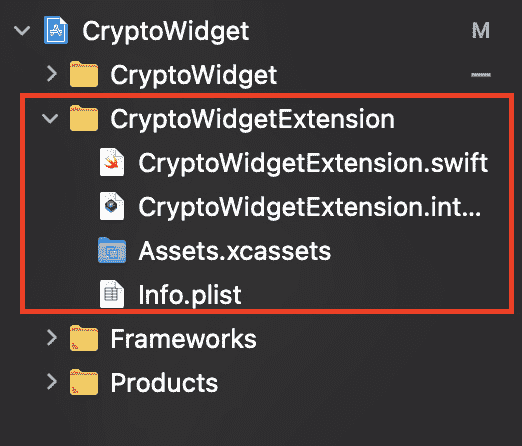 CryptoWidget M
CryptoWidget
CryptoWidgetExtension
CryptoWidgetExtension.swift
CryptoWidgetExtension.int...
Assets.xcassets
Info.plist
Frameworks
Products